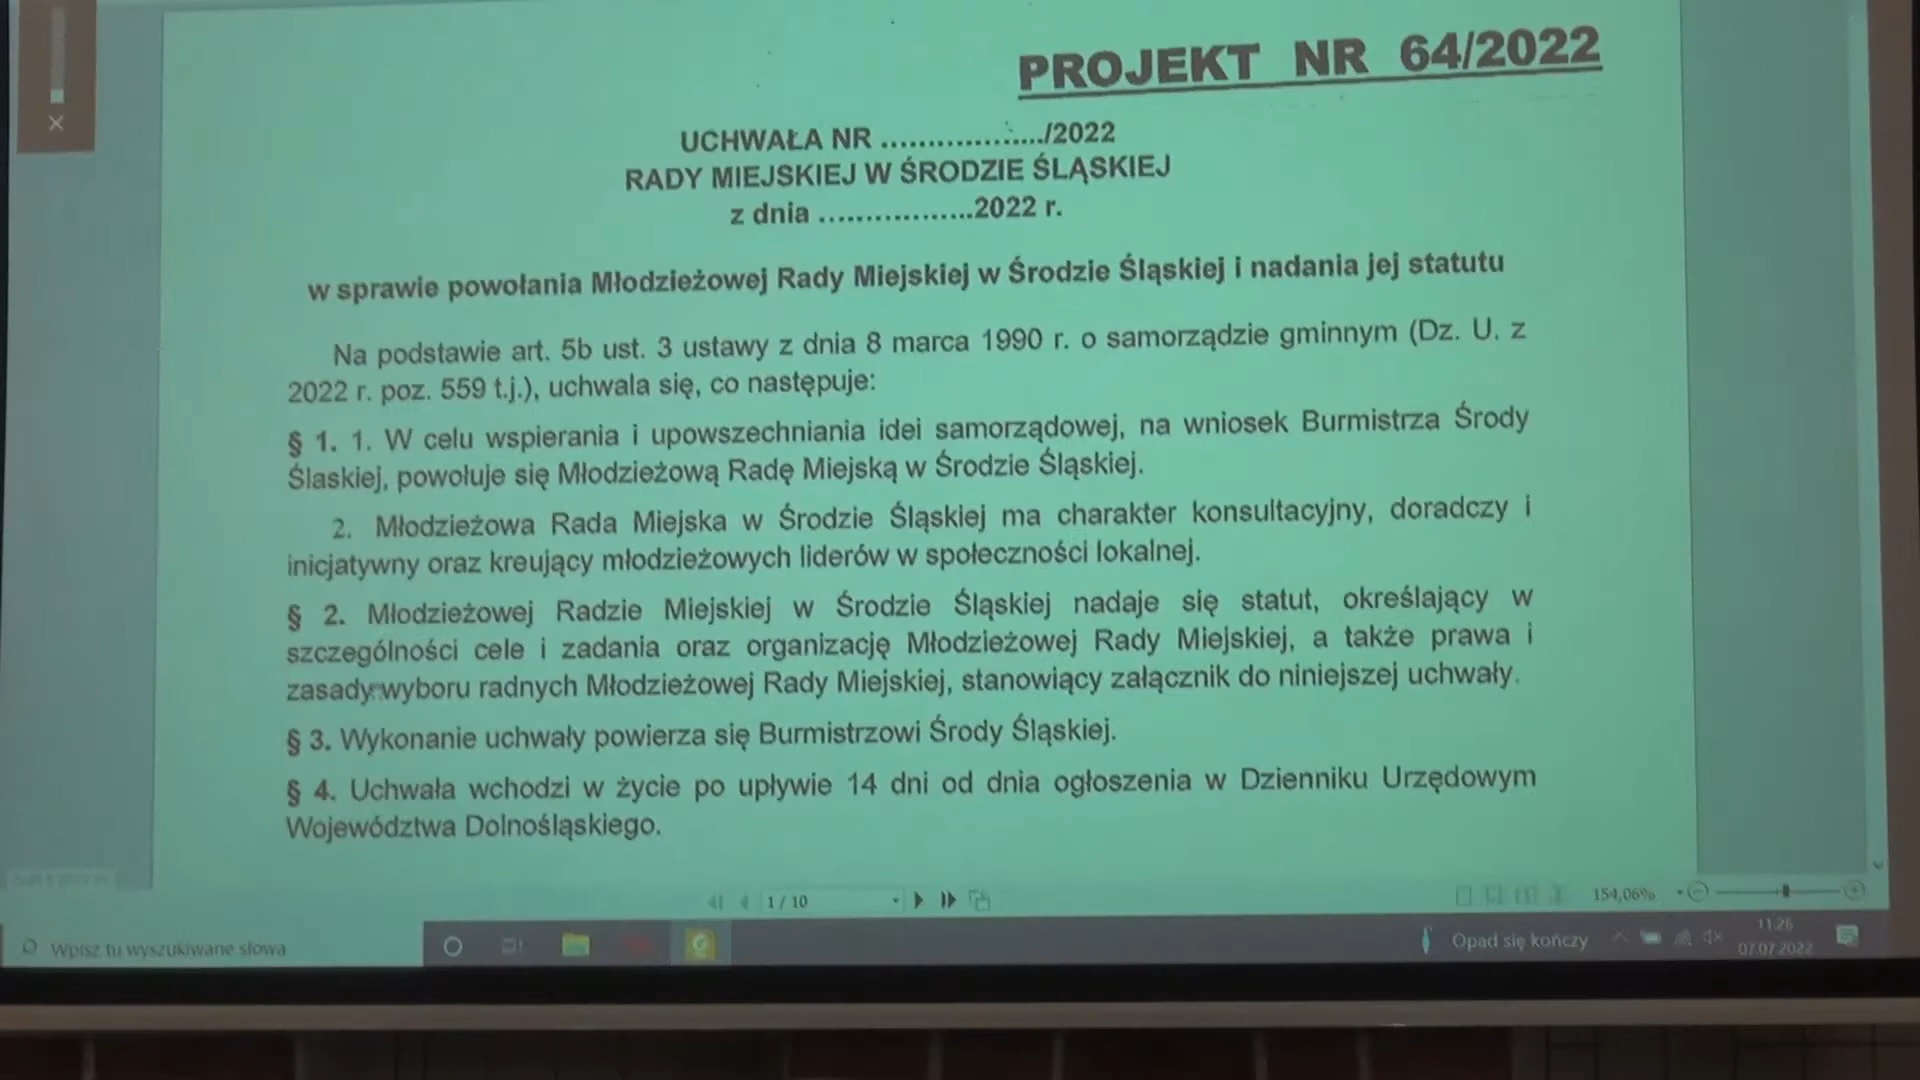 PROJEKT NR 64/2022
UCHWAŁA NR ..................../2022
RADY MIEJSKIEJ W ŚRODZIE ŚLĄSKIEJ
z dnia ..................2022 r.
w sprawie powołania Młodzieżowej Rady Miejskiej w Środzie Śląskiej i nadania jej statutu
Na podstawie art. 5b ust. 3 ustawy z dnia 8 marca 1990 r. o samorządzie gminnym (Dz. U. z
2022 r. poz. 559 t.j.), uchwala się, co następuje:
§ 1. 1. W celu wspierania i upowszechniania idei samorządowej, na wniosek Burmistrza Środy
Ślaskiej, powołuje się Młodzieżową Radę Miejską w Środzie Śląskiej.
2. Młodzieżowa Rada Miejska w Środzie Śląskiej ma charakter konsultacyjny, doradczy i
inicjatywny oraz kreujący młodzieżowych liderów w społeczności lokalnej.
§ 2. Młodzieżowej Radzie Miejskiej w Środzie Śląskiej nadaje się statut, określający w
szczególności cele i zadania oraz organizację Młodzieżowej Rady Miejskiej, a także prawa i
zasady wyboru radnych Młodzieżowej Rady Miejskiej, stanowiący załącznik do niniejszej uchwały.
§ 3. Wykonanie uchwały powierza się Burmistrzowi Środy Śląskiej.
§ 4. Uchwała wchodzi w życie po upływie 14 dni od dnia ogłoszenia w Dzienniku Urzędowym
Województwa Dolnośląskiego.
1 / 10
154,06%
Wpisz tu wyszukiwane słowa
Opad się kończy
11:26
07.07.2022